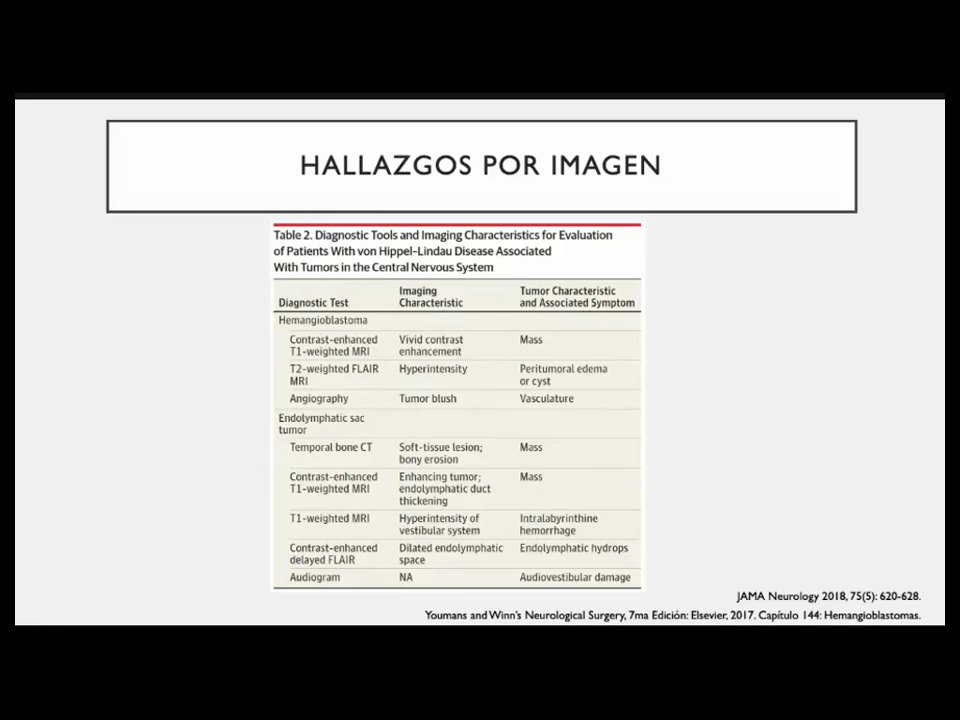 HALLAZGOS POR IMAGEN
Table 2. Diagnostic Tools and Imaging Characteristics for Evaluation
of Patients With von Hippel-Lindau Disease Associated
With Tumors in the Central Nervous System
Diagnostic Test Imaging Characteristic Tumor Characteristic and Associated Symptom
Hemangioblastoma
Contrast-enhanced T1-weighted MRI Vivid contrast enhancement Mass
T2-weighted FLAIR MRI Hyperintensity Peritumoral edema or cyst
Angiography Tumor blush Vasculature
Endolymphatic sac tumor
Temporal bone CT Soft-tissue lesion; bony erosion Mass
Contrast-enhanced T1-weighted MRI Enhancing tumor; endolymphatic duct thickening Mass
T1-weighted MRI Hyperintensity of vestibular system Intralabyrinthine hemorrhage
Contrast-enhanced delayed FLAIR Dilated endolymphatic space Endolymphatic hydrops
Audiogram NA Audiovestibular damage
JAMA Neurology 2018, 75(5): 620-628.
Youmans and Winn's Neurological Surgery, 7ma Edición: Elsevier, 2017. Capítulo 144: Hemangioblastomas.